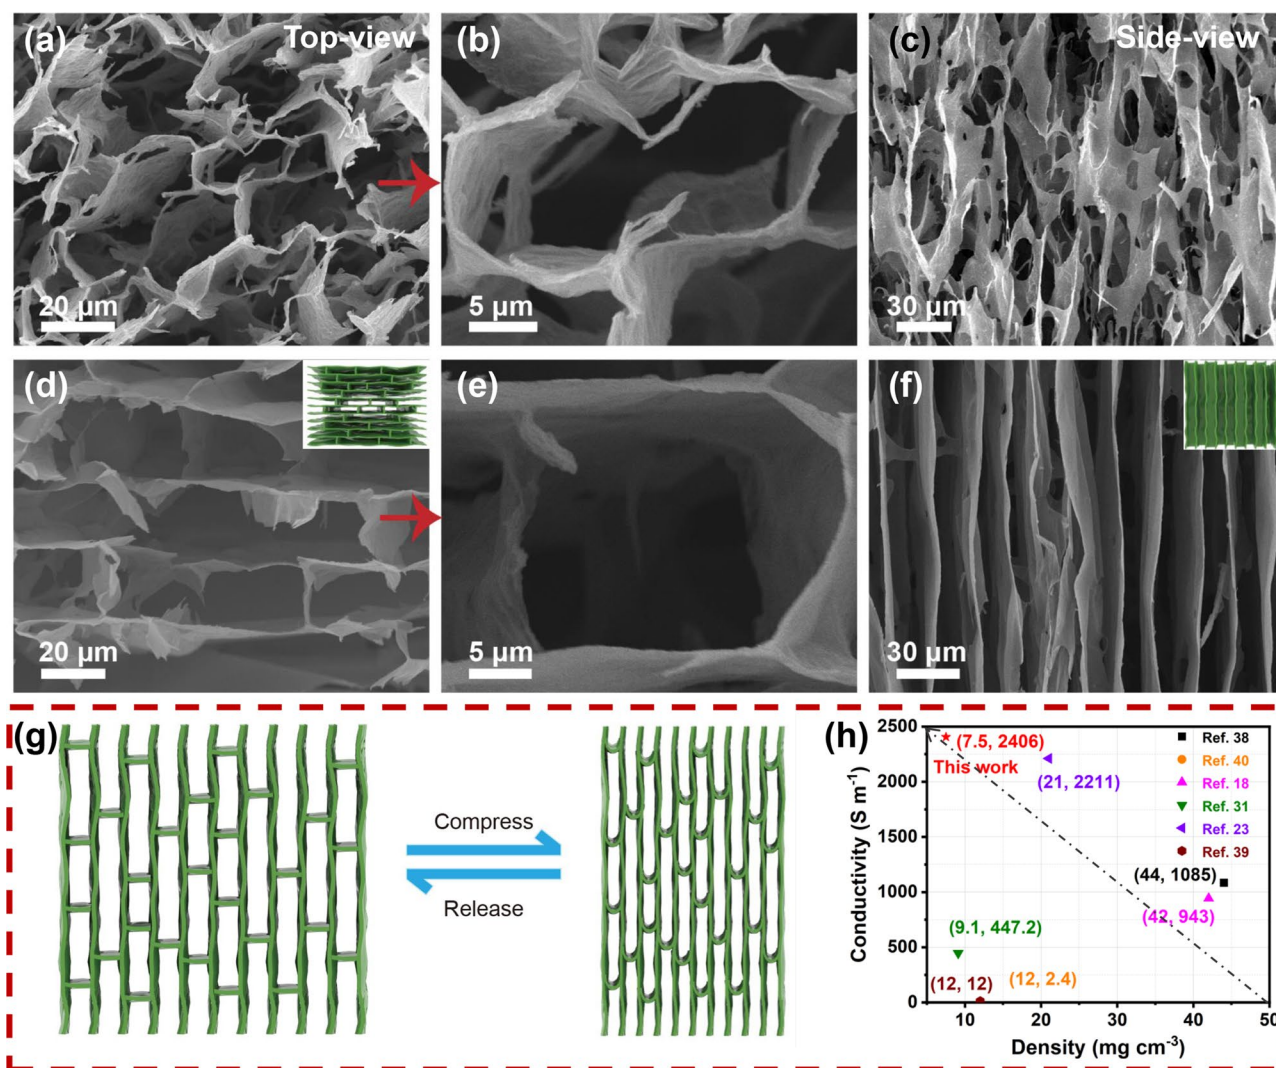 (a)
Top-view
20 μm
(b)
5 μm
(c)
Side-view
30 μm
(d)
20 μm
(e)
5 μm
(f)
30 μm
(g)
Compress
Release
(h)
2500
2000
1500
1000
500
0
Conductivity (S m⁻¹)
(7.5, 2406)
This work
(21, 2211)
(44, 1085)
(42, 943)
(9.1, 447.2)
(12, 12)
(12, 2.4)
Ref. 38
Ref. 40
Ref. 18
Ref. 31
Ref. 23
Ref. 39
10 20 30 40 50
Density (mg cm⁻³)